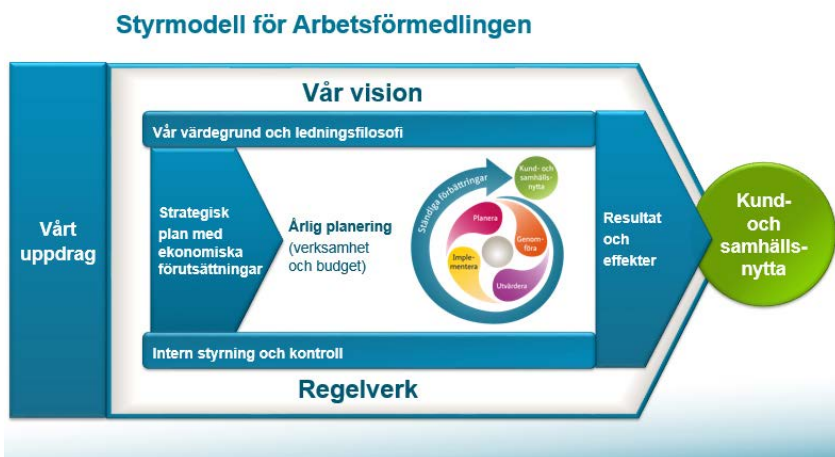 Styrmodell för Arbetsförmedlingen
Vår vision
Vår värdegrund och ledningsfilosofi
Vårt
uppdrag
Strategisk
plan med
ekonomiska
förutsättningar
Årlig planering
(verksamhet
och budget)
Ständiga förbättringar
Kund- och
samhälls-
nytta
Planera
Genom-
föra
Imple-
mentera
Utvärdera
Resultat
och
effekter
Kund-
och
samhälls-
nytta
Intern styrning och kontroll
Regelverk